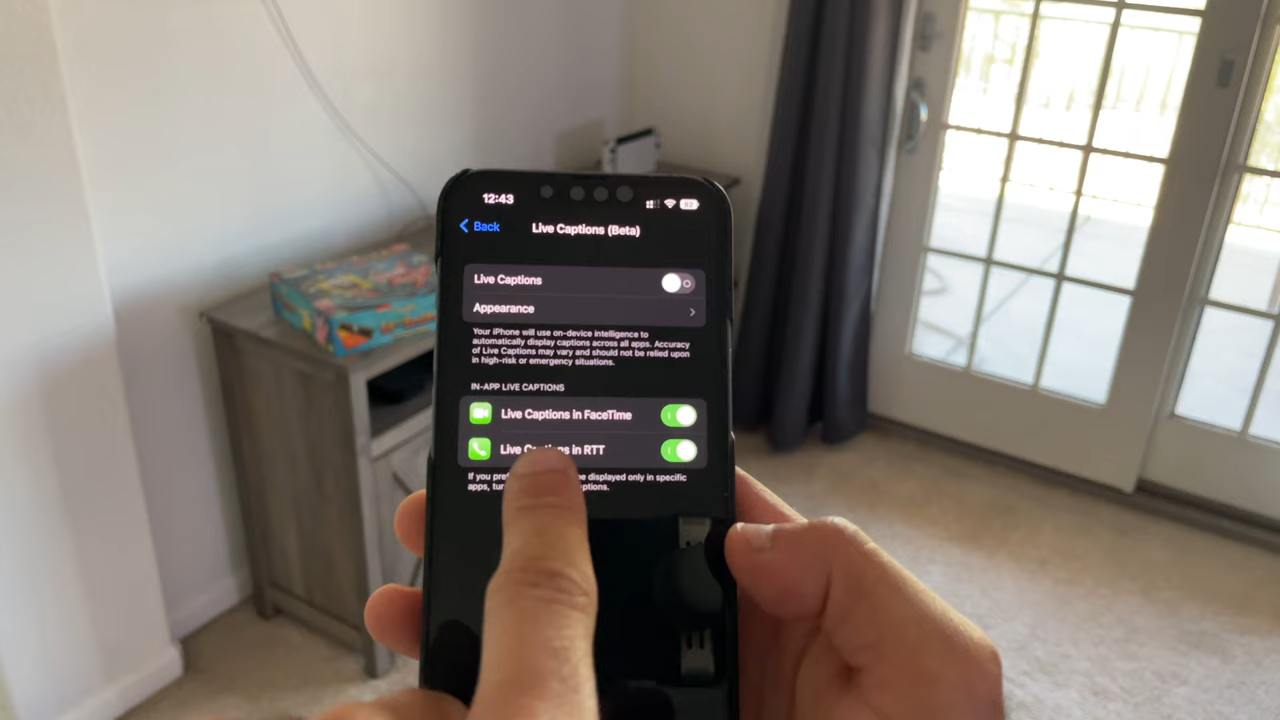 12:43
Back
Live Captions (Beta)
Live Captions
Appearance
Your iPhone will use on-device intelligence to
automatically display captions across all apps. Accuracy
of Live Captions may vary and should not be relied upon
in high-risk or emergency situations.
IN-APP LIVE CAPTIONS
Live Captions in FaceTime
Live Captions in RTT
If you be displayed only in specific
apps,